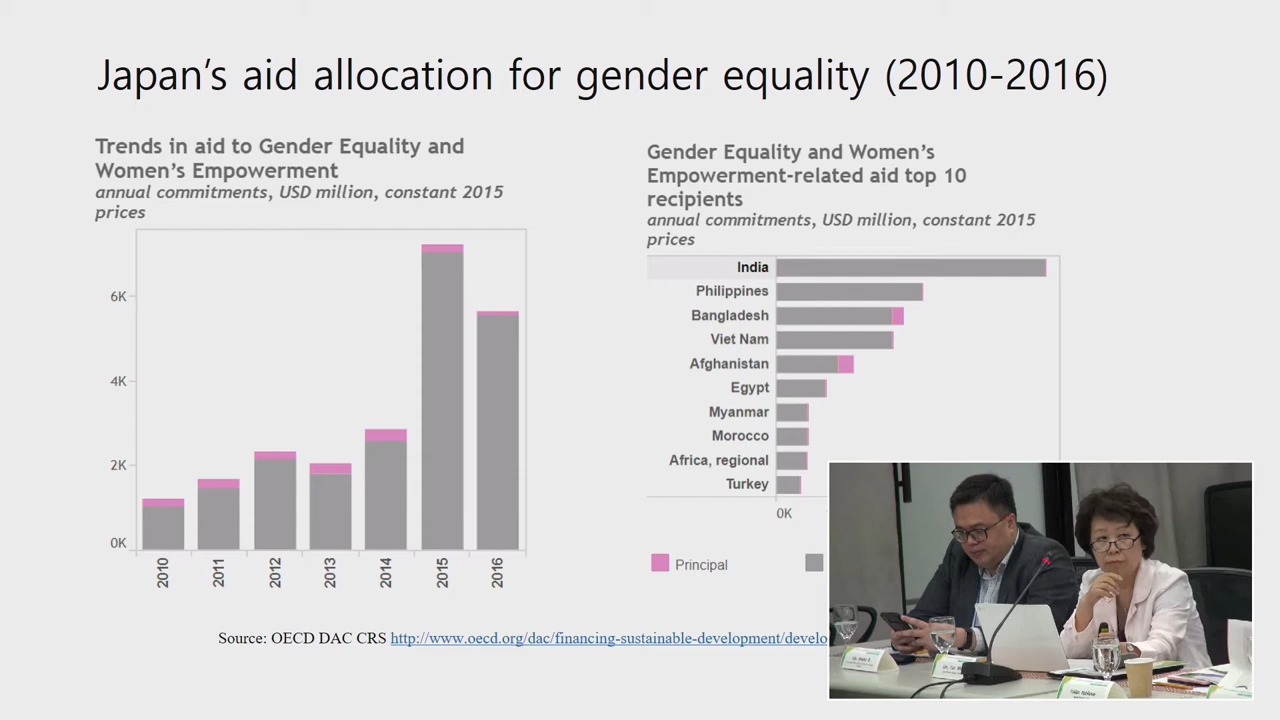 Japan's aid allocation for gender equality (2010-2016)
Trends in aid to Gender Equality and
Women's Empowerment
annual commitments, USD million, constant 2015
prices
6K
4K
2K
0K
2010
2011
2012
2013
2014
2015
2016
Gender Equality and Women's
Empowerment-related aid top 10
recipients
annual commitments, USD million, constant 2015
prices
India
Philippines
Bangladesh
Viet Nam
Afghanistan
Egypt
Myanmar
Morocco
Africa, regional
Turkey
0K
Principal
Source: OECD DAC CRS http://www.oecd.org/dac/financing-sustainable-development/develo